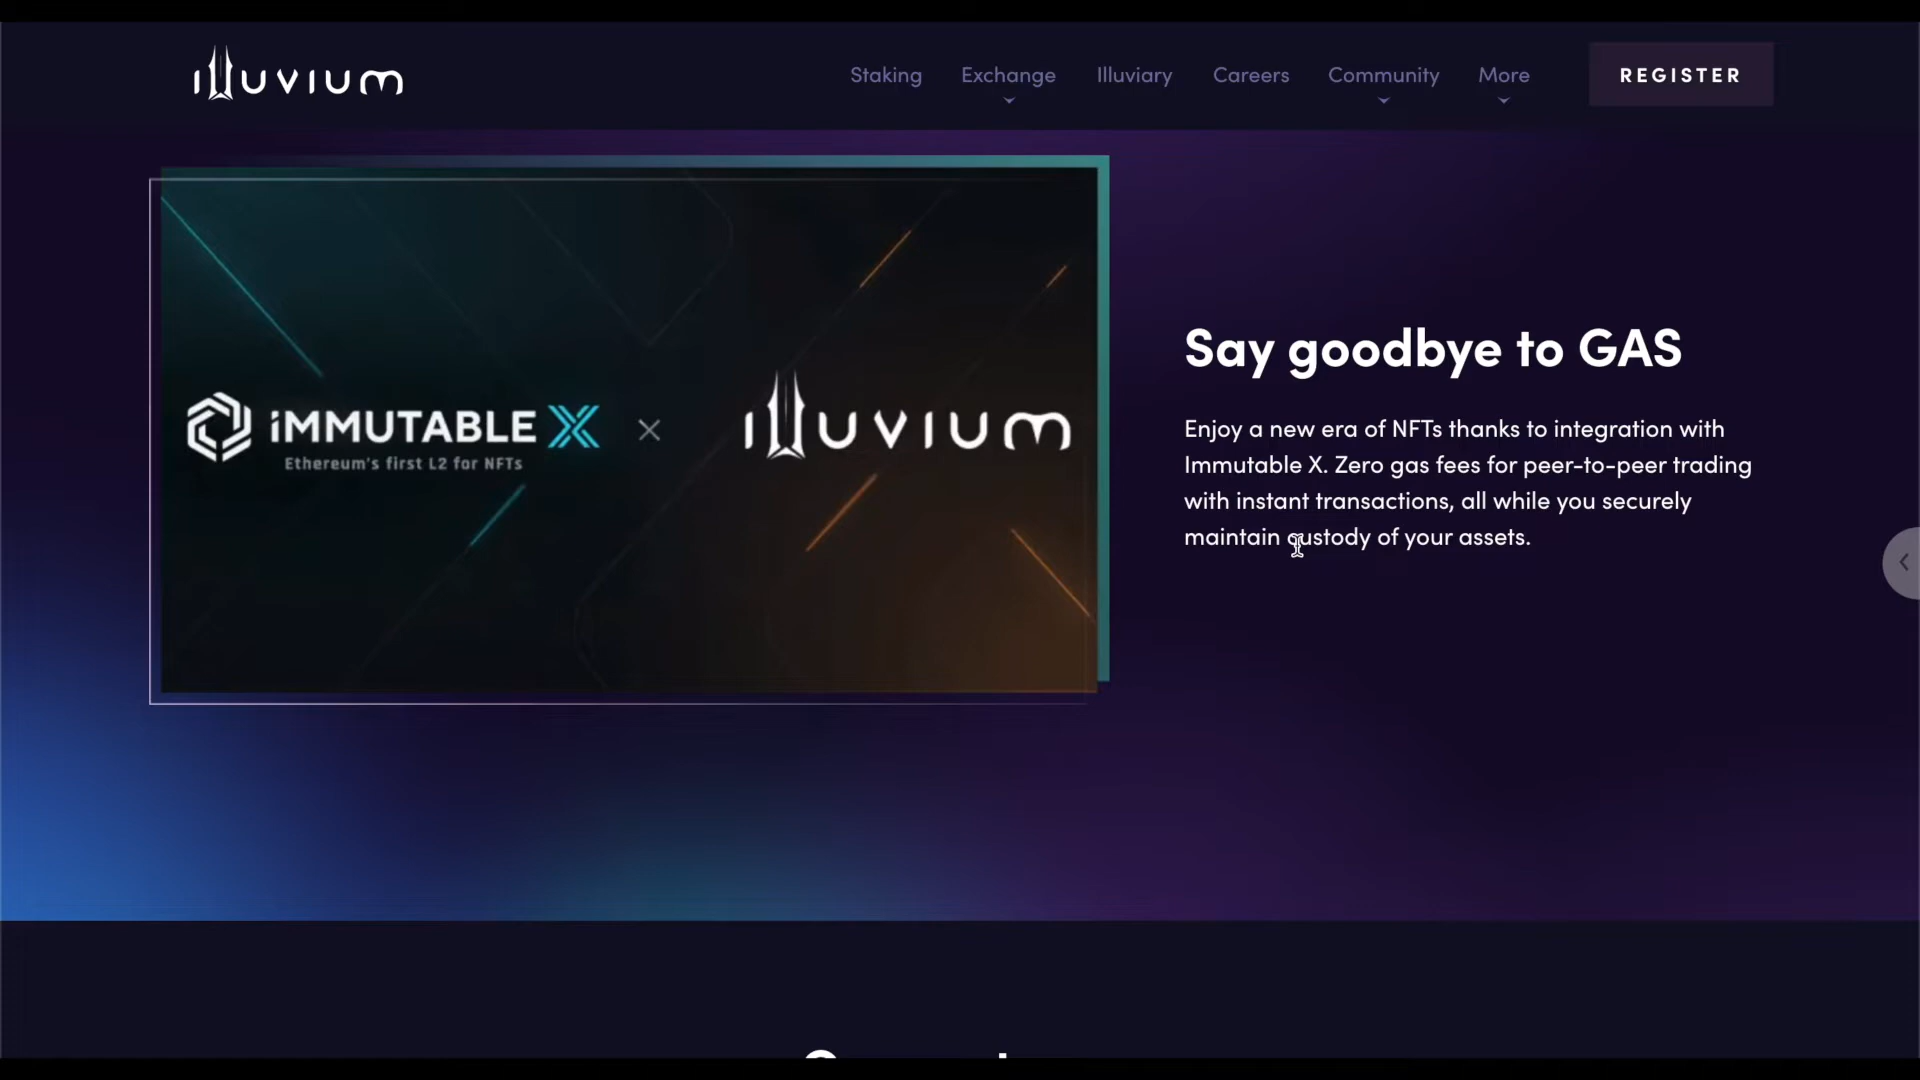 illuvium
Staking Exchange Illuviary Careers Community More REGISTER
iMMUTABLE X × illuvium
Ethereum's first L2 for NFTs
Say goodbye to GAS
Enjoy a new era of NFTs thanks to integration with
Immutable X. Zero gas fees for peer-to-peer trading
with instant transactions, all while you securely
maintain custody of your assets.